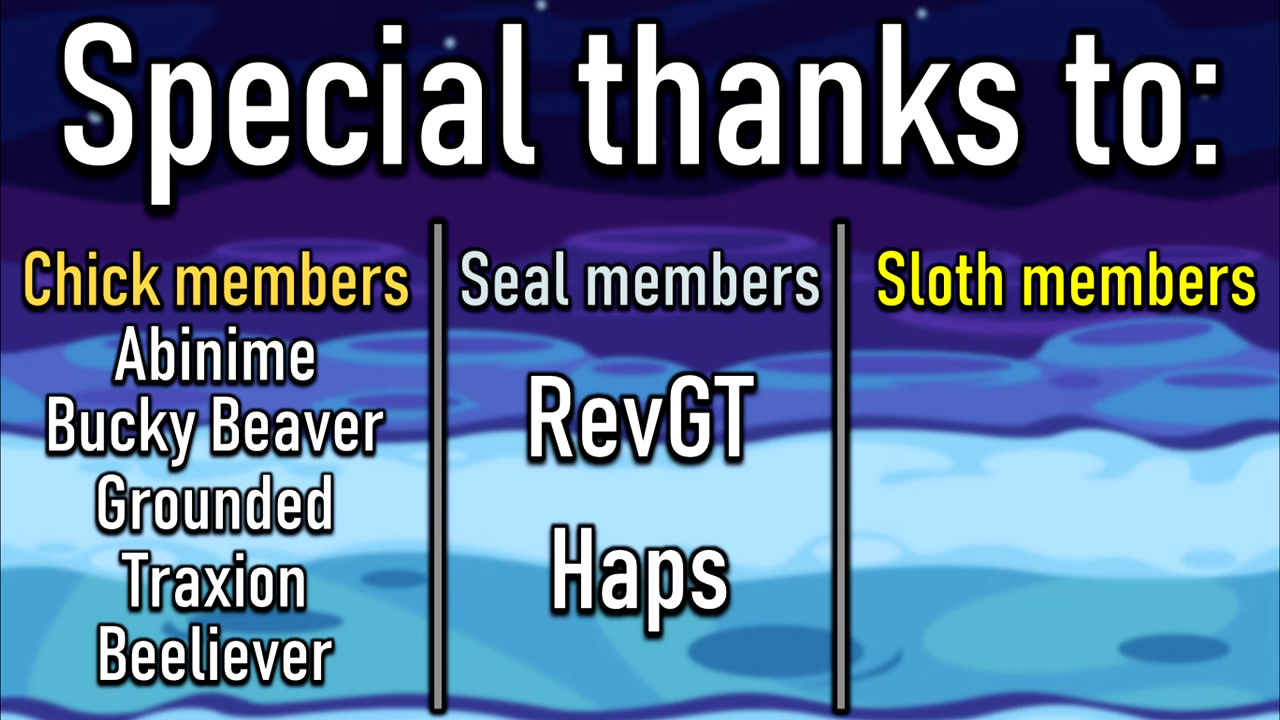 Special thanks to:
Chick members
Abinime
Bucky Beaver
Grounded
Traxion
Beeliever
Seal members
RevGT
Haps
Sloth members